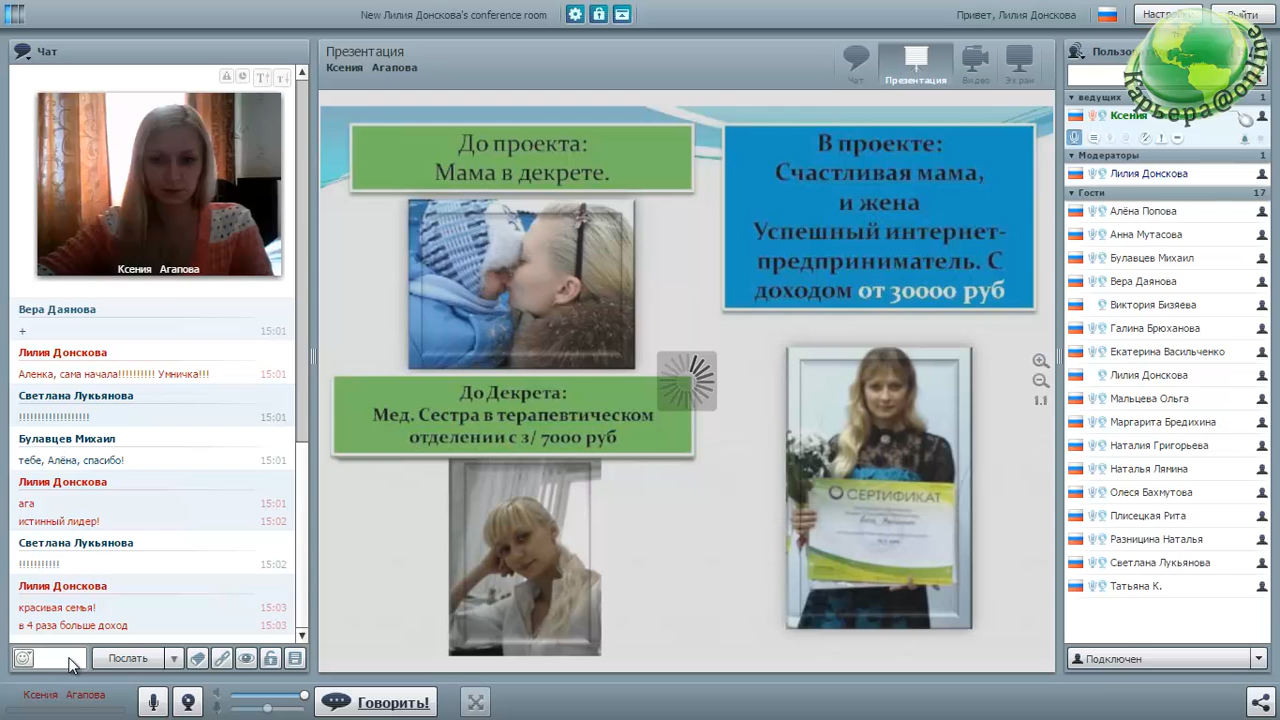 New Лилия Донскова's conference room
Привет, Лилия Донскова
Настройки
Выйти
Карьера@online
Чат
Ксения Агапова
Вера Даянова
+ 15:01
Лилия Донскова
Аленка, сама начала!!!!!!!!!! Умничка!!! 15:01
Светлана Лукьянова
!!!!!!!!!!!!!!!!!!! 15:01
Булавцев Михаил
тебе, Алёна, спасибо! 15:01
Лилия Донскова
ага 15:01
истинный лидер! 15:02
Светлана Лукьянова
!!!!!!!!!!! 15:02
Лилия Донскова
красивая семья! 15:03
в 4 раза больше доход 15:03
Послать
Презентация
Ксения Агапова
Чат
Презентация
Видео
Экран
До проекта:
Мама в декрете.
До Декрета:
Мед. Сестра в терапевтическом
отделении с з/ 7000 руб
В проекте:
Счастливая мама,
и жена
Успешный интернет-
предприниматель. С
доходом от 30000 руб
СЕРТИФИКАТ
1.1
ведущих 1
Ксения
Модераторы 1
Лилия Донскова
Гости 17
Алёна Попова
Анна Мутасова
Булавцев Михаил
Вера Даянова
Виктория Бизяева
Галина Брюханова
Екатерина Васильченко
Лилия Донскова
Мальцева Ольга
Маргарита Бредихина
Наталия Григорьева
Наталья Лямина
Олеся Бахмутова
Плисецкая Рита
Разницина Наталья
Светлана Лукьянова
Татьяна К.
Подключен
Ксения Агапова
Говорить!